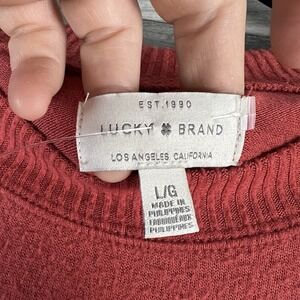 EST. 1990
LUCKY BRAND
LOS ANGELES, CALIFORNIA
L/G
MADE IN
PHILIPPINES
FABRIQUÉ AUX
PHILIPPINES